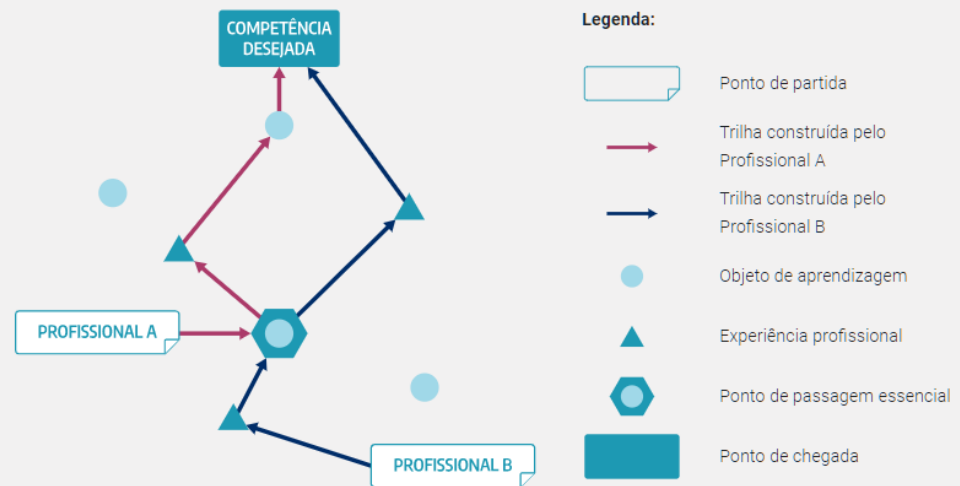 COMPETÊNCIA
DESEJADA
PROFISSIONAL A
PROFISSIONAL B
Legenda:
Ponto de partida
Trilha construída pelo
Profissional A
Trilha construída pelo
Profissional B
Objeto de aprendizagem
Experiência profissional
Ponto de passagem essencial
Ponto de chegada